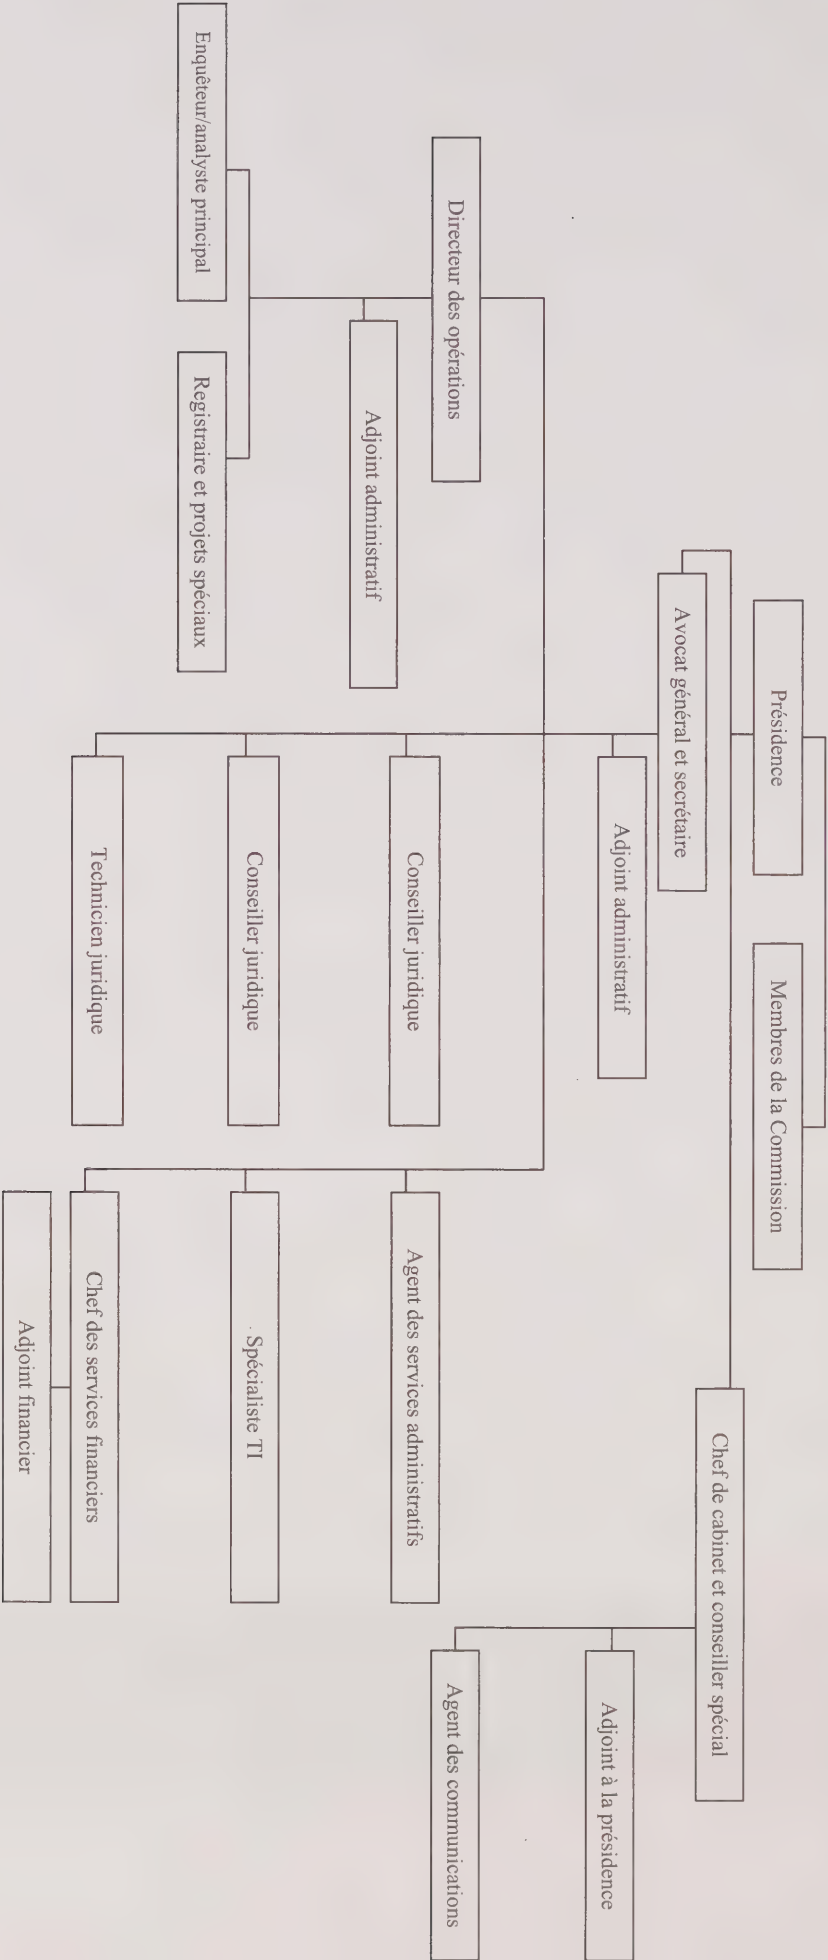 Présidence
Membres de la Commission
Avocat général et secrétaire
Chef de cabinet et conseiller spécial
Adjoint administratif
Adjoint à la présidence
Directeur des opérations
Conseiller juridique
Agent des services administratifs
Agent des communications
Adjoint administratif
Conseiller juridique
Spécialiste TI
Enquêteur/analyste principal
Registraire et projets spéciaux
Technicien juridique
Chef des services financiers
Adjoint financier